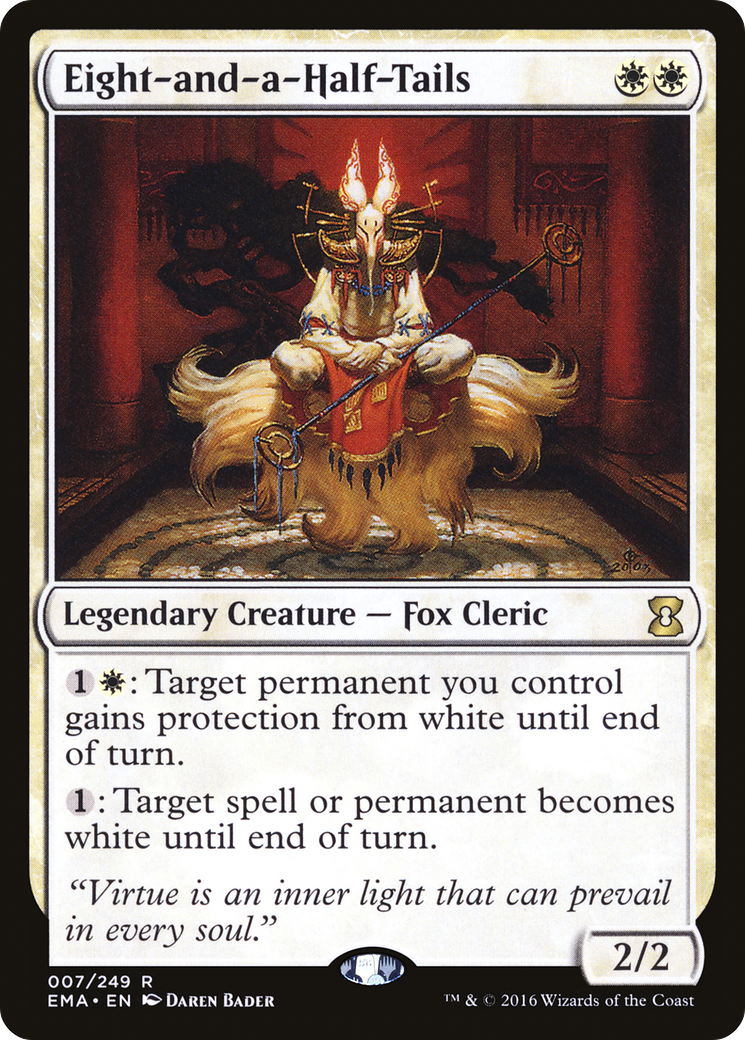 Eight-and-a-Half-Tails
1 : Target permanent you control
gains protection from white until end
of turn.
1: Target spell or permanent becomes
white until end of turn.
Legendary Creature — Fox Cleric
“Virtue is an inner light that can prevail
in every soul.”
2/2
007/249 R
EMA • EN Daren Bader
™ & © 2016 Wizards of the Coast